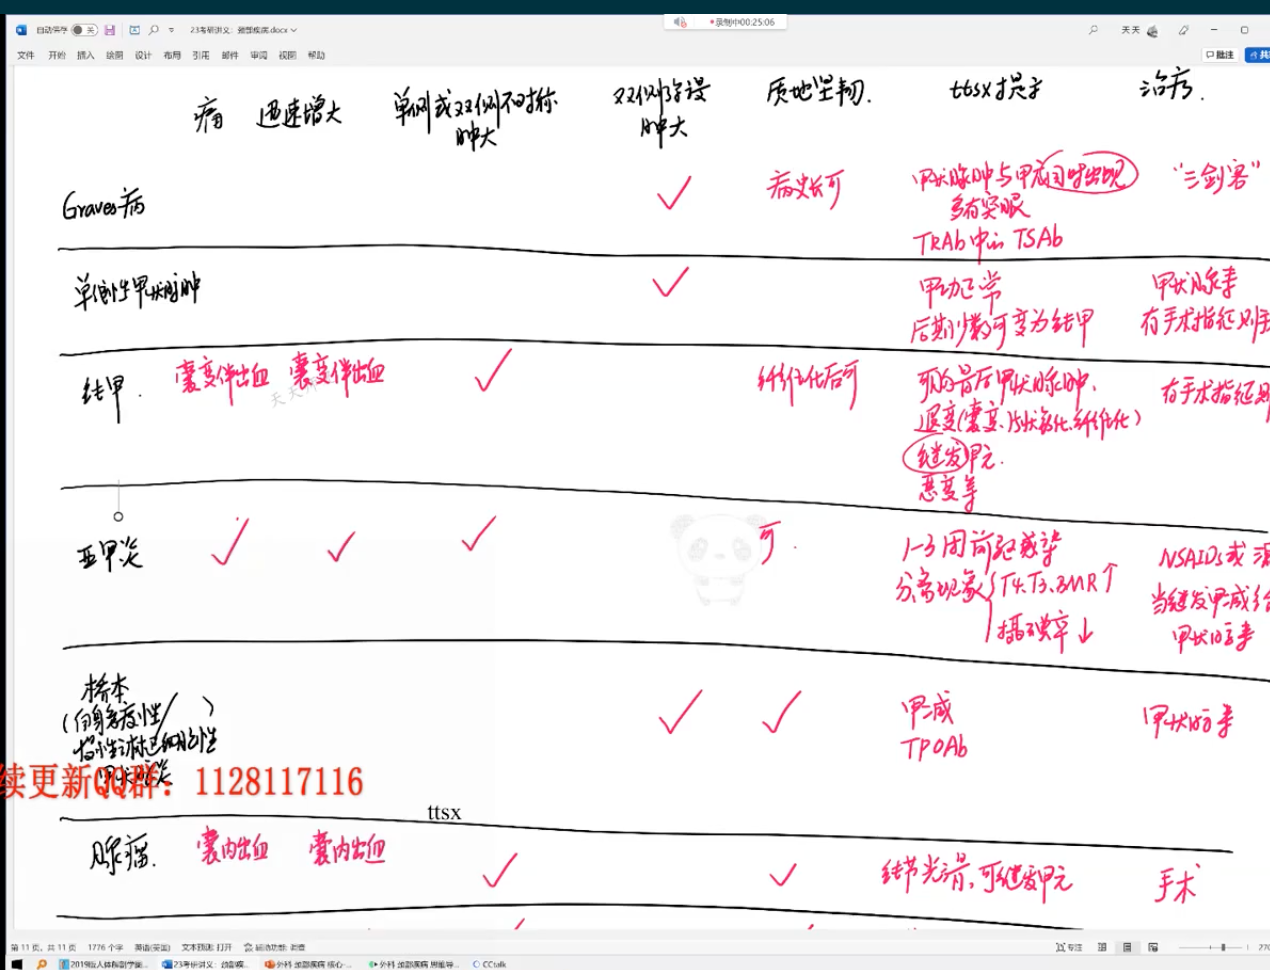 录制中00:25:06
自动保存 关
23考研讲义：颈部疾病.docx
天天
文件 开始 插入 绘图 设计 布局 引用 邮件 审阅 视图 帮助
批注
痛 迅速增大 单侧或双侧不对称肿大 双侧弥漫肿大 质地坚韧. ttsx提示 治疗.
Graves病 ✓ 病史长可 甲状腺肿与甲亢同时出现 "三剑客"
多有突眼
TRAb中的TSAb
单纯性甲状腺肿 ✓ 甲功正常 甲状腺素
后期少数可变为结甲 有手术指征则手
结甲. 囊变伴出血 囊变伴出血 ✓ 纤维化后可 可为最后甲状腺肿、 有手术指征则
退变(囊变、片状钙化、纤维化)
继发甲亢.
恶变等
亚甲炎 ✓ ✓ ✓ 可. 1-3周前驱感染 NSAIDs或
分离现象 T4.T3.BMR↑ 当继发甲减给
摄碘率↓ 甲状腺素
桥本 ✓ ✓ 甲减 甲状腺素
(自身免疫性/ ) TPOAb
慢性淋巴细胞性
甲状腺炎
续更新QQ群：1128117116
ttsx
腺瘤. 囊内出血 囊内出血 ✓ ✓ 结节光滑,可继发甲亢 手术
第11页，共11页 1776个字 英语(美国) 文本预测: 打开 辅助功能: 调查
专注
2019版人体解剖学编... 23考研讲义：颈部疾... 外科 颈部疾病 核心-... 外科 颈部疾病 思维导... CCtalk